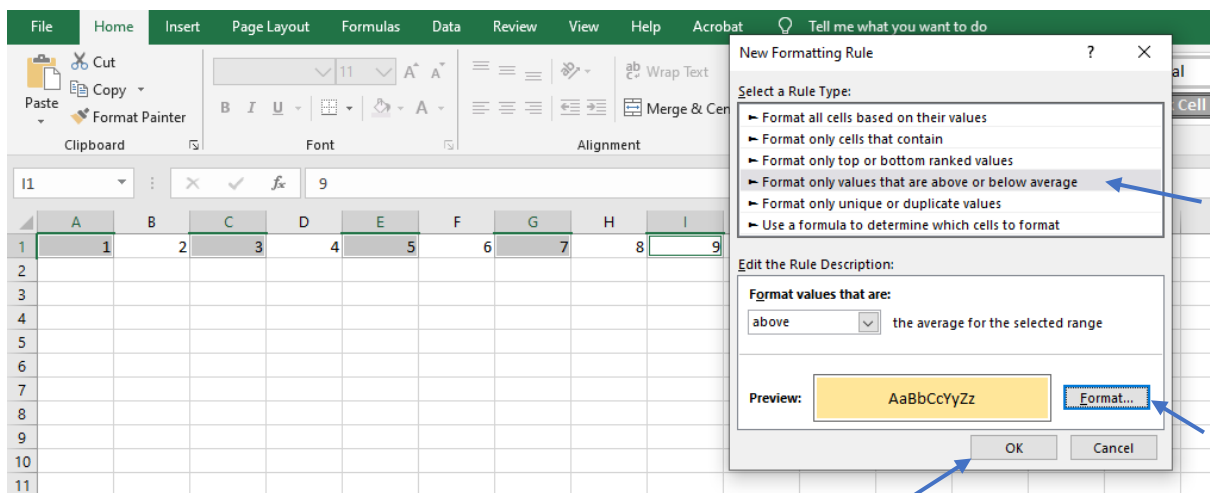 File Home Insert Page Layout Formulas Data Review View Help Acrobat Tell me what you want to do
Cut
Copy
Format Painter
Paste
Clipboard
11 A A
B I U A
Font
ab Wrap Text
Merge & Cen
Alignment
al
Cell
I1 fx 9
A B C D E F G H I
1 1 2 3 4 5 6 7 8 9
2
3
4
5
6
7
8
9
10
11
New Formatting Rule ? ×
Select a Rule Type:
► Format all cells based on their values
► Format only cells that contain
► Format only top or bottom ranked values
► Format only values that are above or below average
► Format only unique or duplicate values
► Use a formula to determine which cells to format
Edit the Rule Description:
Format values that are:
above the average for the selected range
Preview: AaBbCcYyZz Format...
OK Cancel